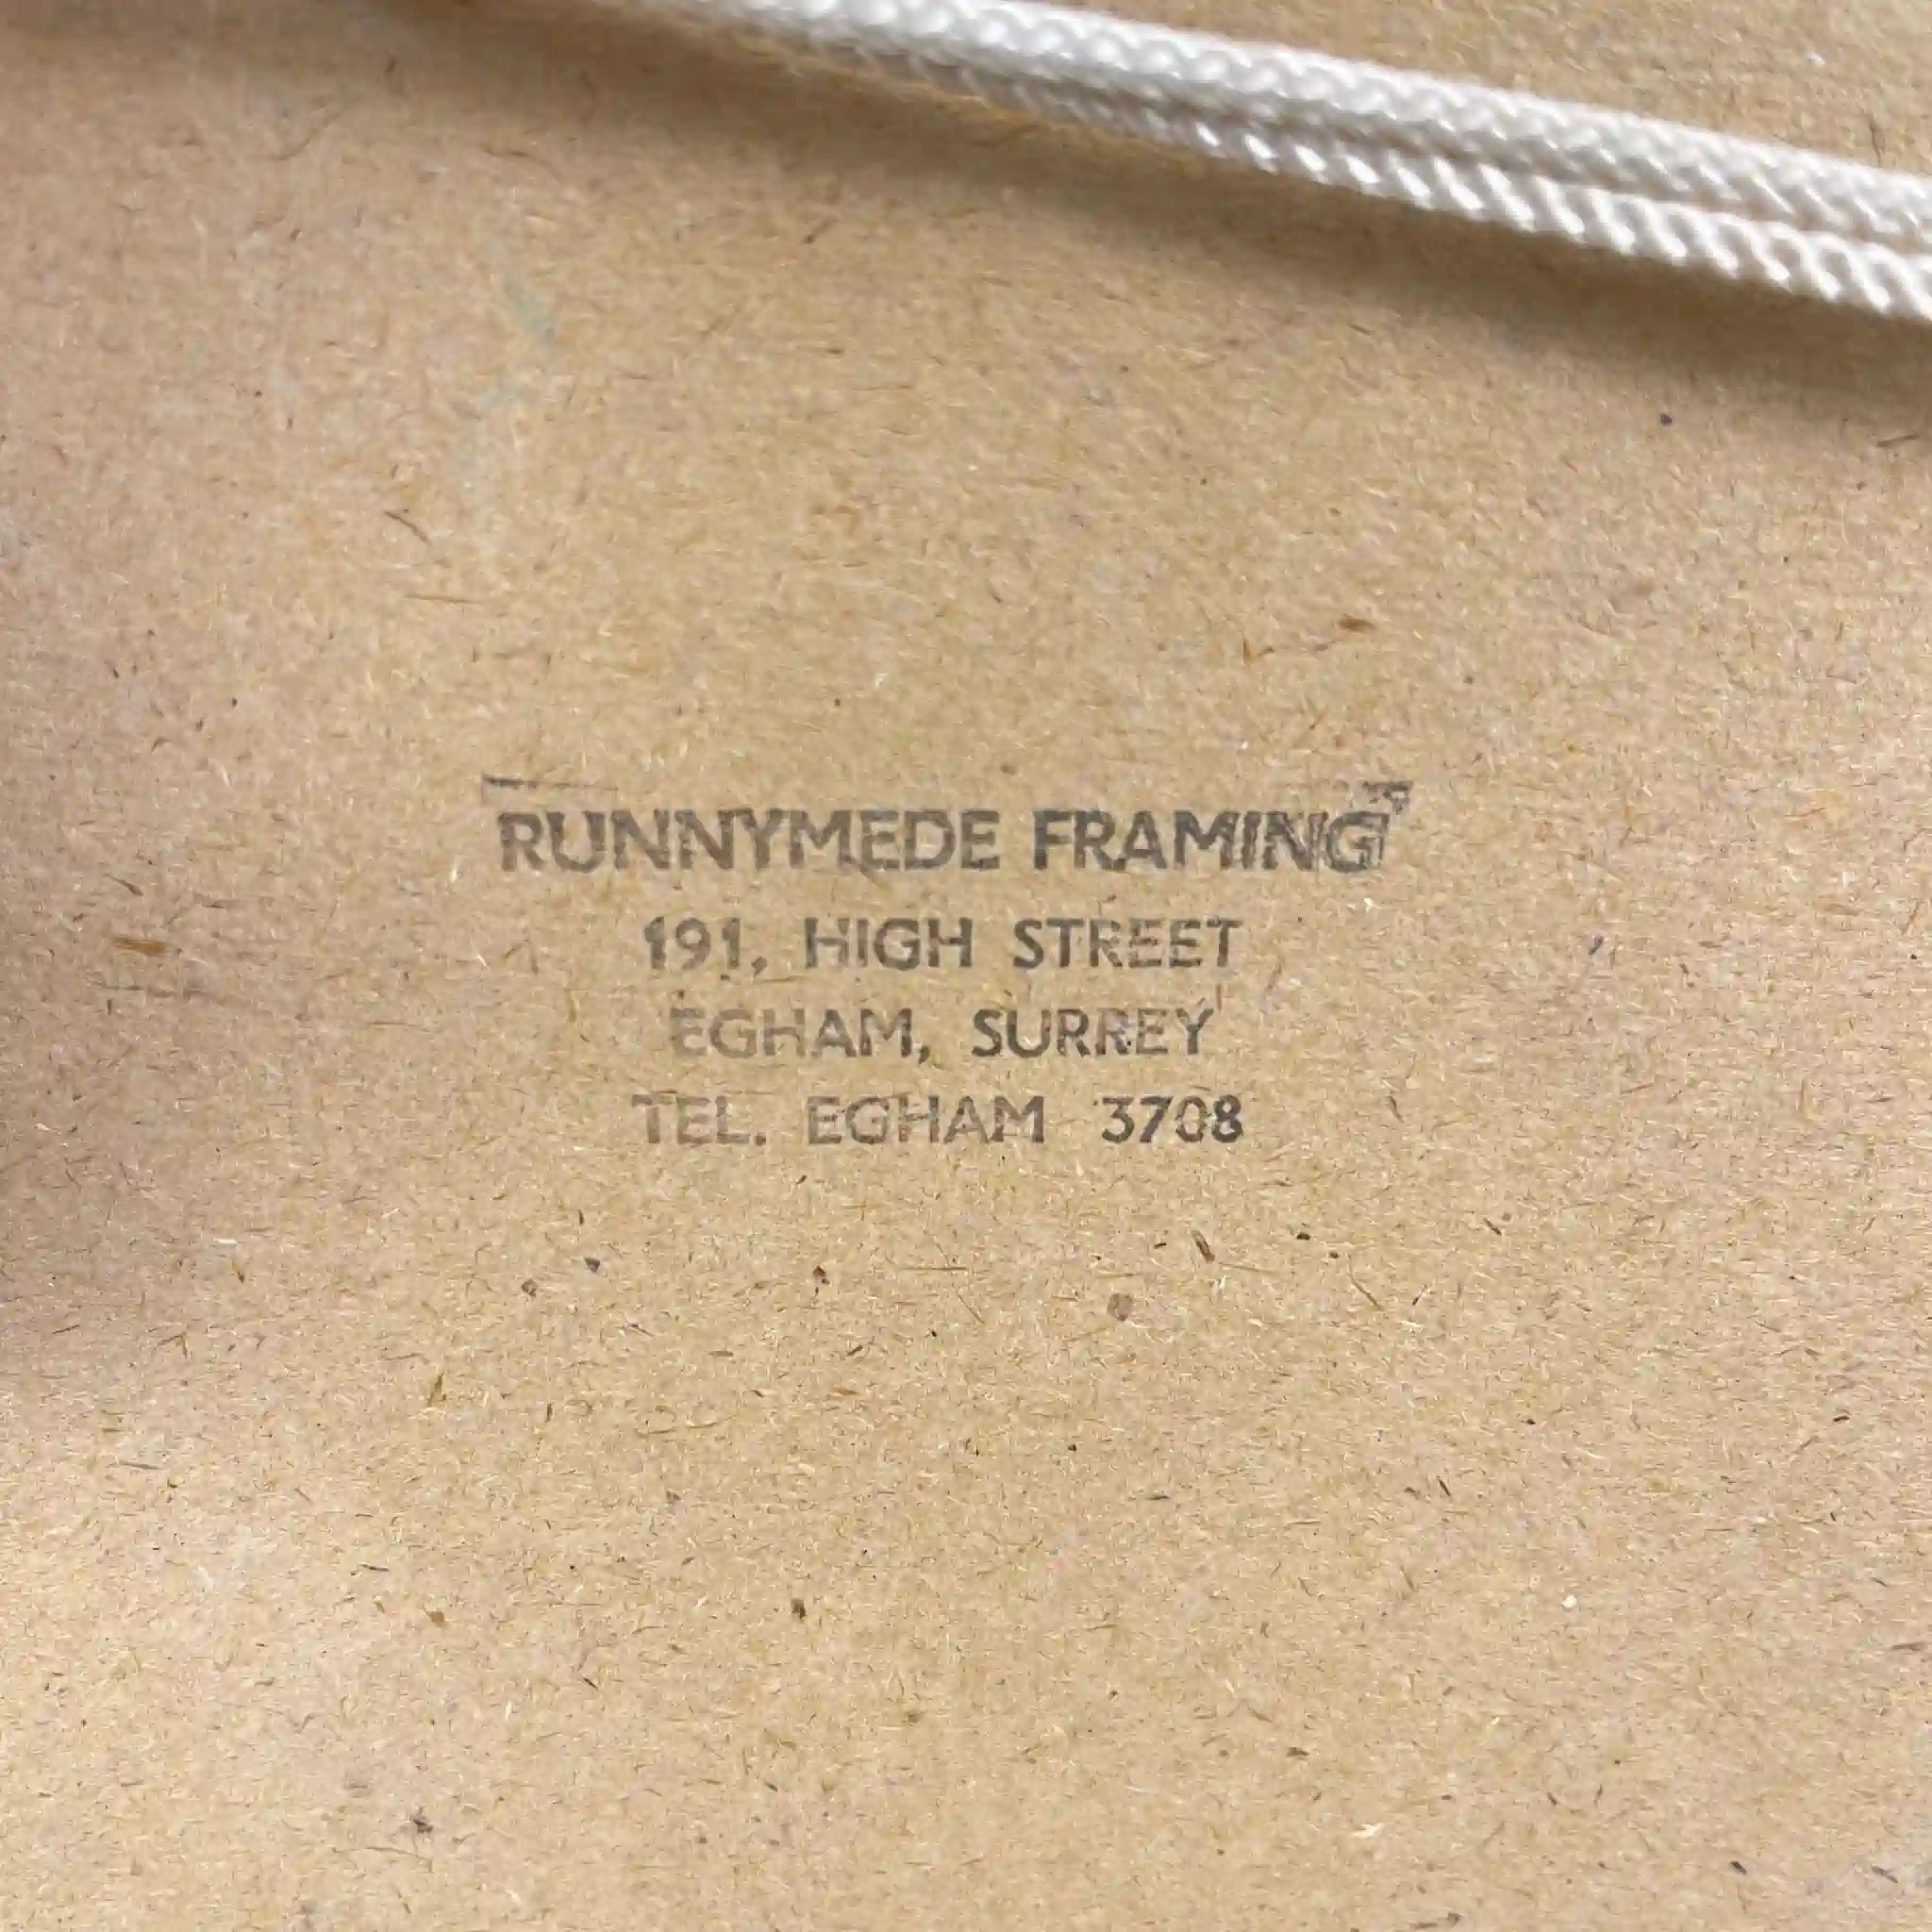 RUNNYMEDE FRAMING
191, HIGH STREET
EGHAM, SURREY
TEL. EGHAM 3708